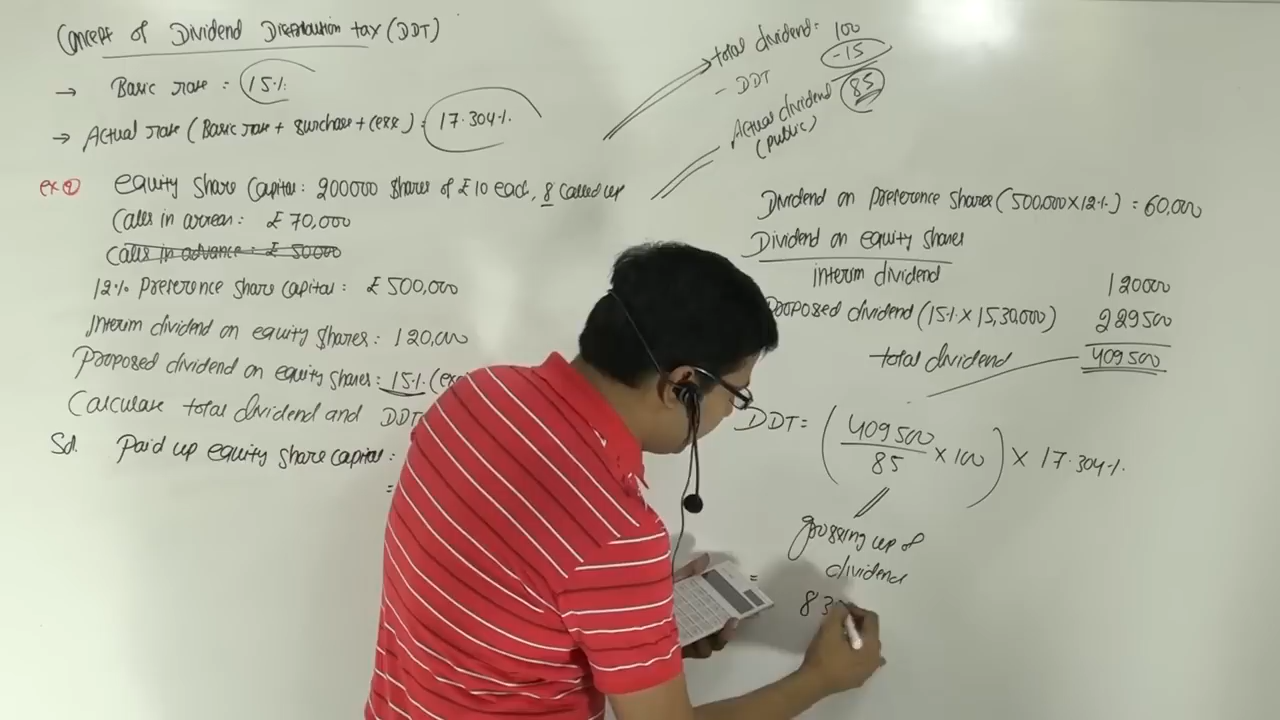 Concept of Dividend Distribution tax (DDT)
→ Basic rate : 15%
→ Actual rate (Basic rate + surcharge + cess) : 17.304%
total dividend: 100
- DDT -15
Actual dividend 85
(public)
ex ①
equity share capital: 200000 shares of £10 each, 8 called up
Calls in arrear: £ 70,000
Calls in advance : £ 50000
12% preference share capital: £ 500,000
Interim dividend on equity shares: 120,000
Proposed dividend on equity shares: 15%
Calculate total dividend and DDT
Sol. Paid up equity share capital:
=
Dividend on preference shares (500,000×12%) = 60,000
Dividend on equity shares
interim dividend 120000
Proposed dividend (15% × 15,30,000) 229500
total dividend 409500
DDT = (409500/85 × 100) × 17.304%
grossing up of
dividend
= 83